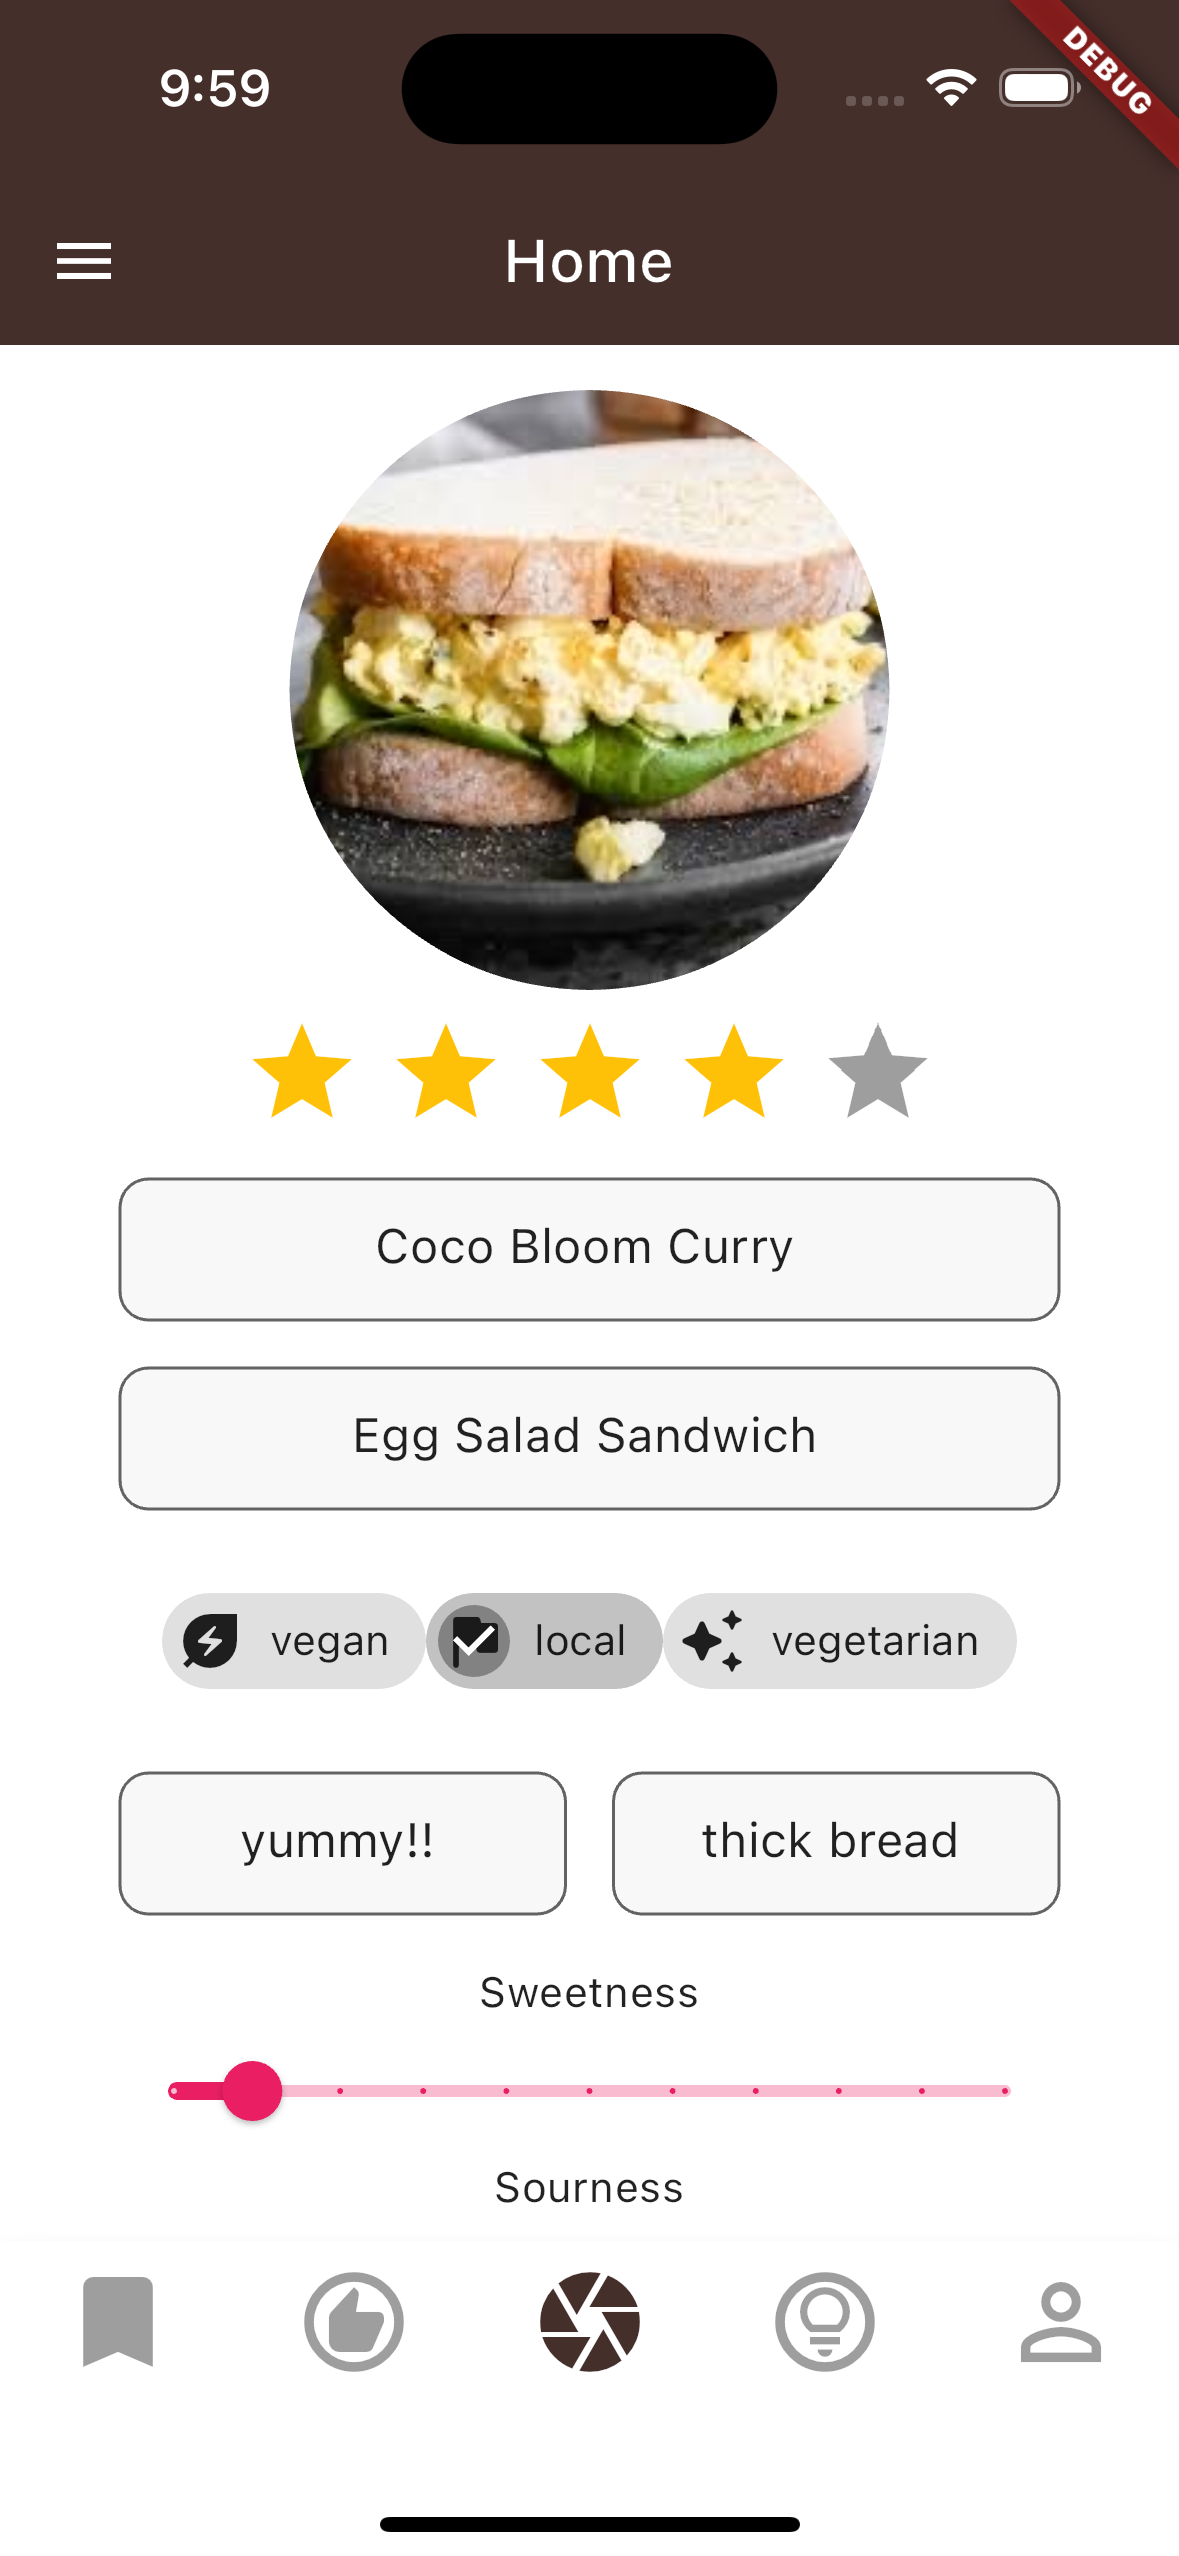 9:59
DEBUG
Home
Coco Bloom Curry
Egg Salad Sandwich
vegan local vegetarian
yummy!! thick bread
Sweetness
Sourness